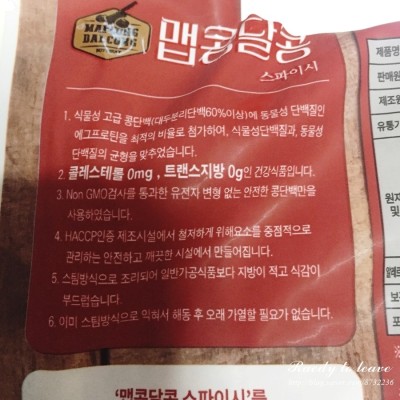 MAEKONG
DALCONG
맵콩달콩
스파이시
1. 식물성 고급 콩단백(대두분리단백60%이상)에 동물성 단백질인
에그프로틴을 최적의 비율로 첨가하여, 식물성단백질과, 동물성
단백질의 균형을 맞추었습니다.
2. 콜레스테롤 0mg , 트랜스지방 0g인 건강식품입니다.
3. Non GMO검사를 통과한 유전자 변형 없는 안전한 콩단백만을
사용하였습니다.
4. HACCP인증 제조시설에서 철저하게 위해요소를 중점적으로
관리하는 안전하고 깨끗한 시설에서 만들어집니다.
5. 스팀방식으로 조리되어 일반가공식품보다 지방이 적고 식감이
부드럽습니다.
6. 이미 스팀방식으로 익혀서 해동 후 오래 가열할 필요가 없습니다.
'맵콩달콩 스파이시'를
제품명
판매원
제조원
유통기
원재
및
알레르
보
포
Ready to leave